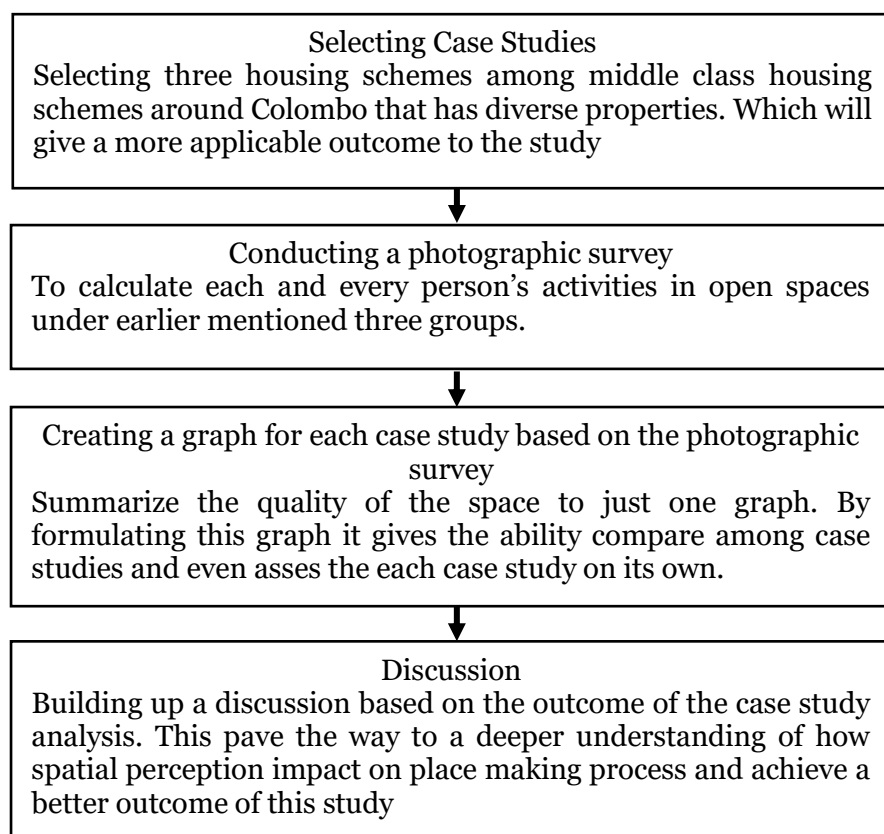 Selecting Case Studies
Selecting three housing schemes among middle class housing
schemes around Colombo that has diverse properties. Which will
give a more applicable outcome to the study
Conducting a photographic survey
To calculate each and every person's activities in open spaces
under earlier mentioned three groups.
Creating a graph for each case study based on the photographic
survey
Summarize the quality of the space to just one graph. By
formulating this graph it gives the ability compare among case
studies and even asses the each case study on its own.
Discussion
Building up a discussion based on the outcome of the case study
analysis. This pave the way to a deeper understanding of how
spatial perception impact on place making process and achieve a
better outcome of this study